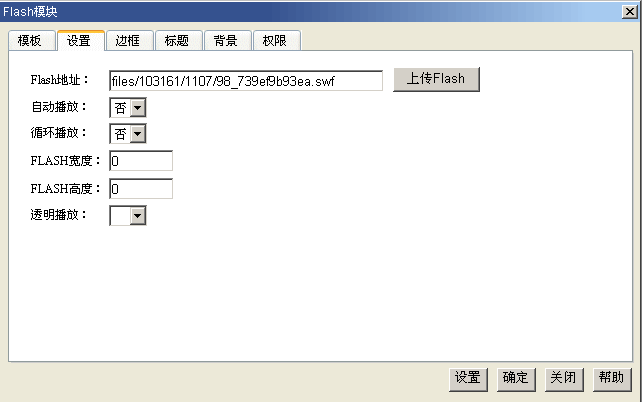 Flash模块
模板 设置 边框 标题 背景 权限
Flash地址： files/103161/1107/98_739ef9b93ea.swf 上传Flash
自动播放： 否
循环播放： 否
FLASH宽度： 0
FLASH高度： 0
透明播放：
设置 确定 关闭 帮助